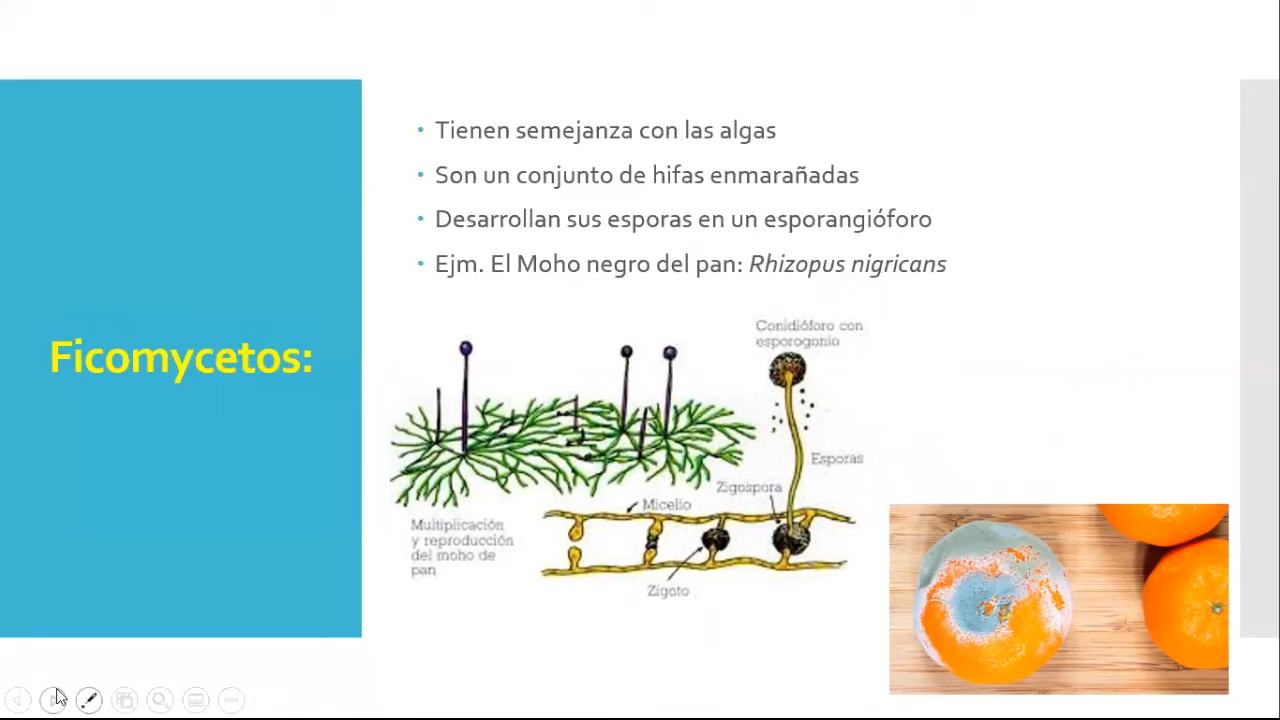 Ficomycetos:
• Tienen semejanza con las algas
• Son un conjunto de hifas enmarañadas
• Desarrollan sus esporas en un esporangióforo
• Ejm. El Moho negro del pan: Rhizopus nigricans
Conidióforo con
esporogonio
Esporas
Zigospora
Micelio
Multiplicación
y reproducción
del moho de
pan
Zigoto